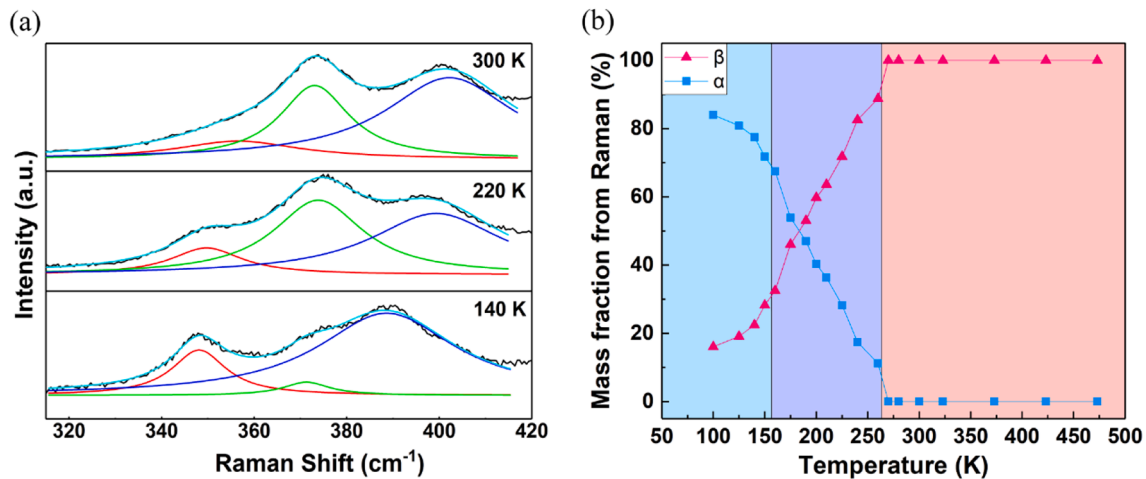 (a)
300 K
220 K
140 K
Intensity (a.u.)
320 340 360 380 400 420
Raman Shift (cm⁻¹)
(b)
β
α
100
80
60
40
20
0
Mass fraction from Raman (%)
50 100 150 200 250 300 350 400 450 500
Temperature (K)